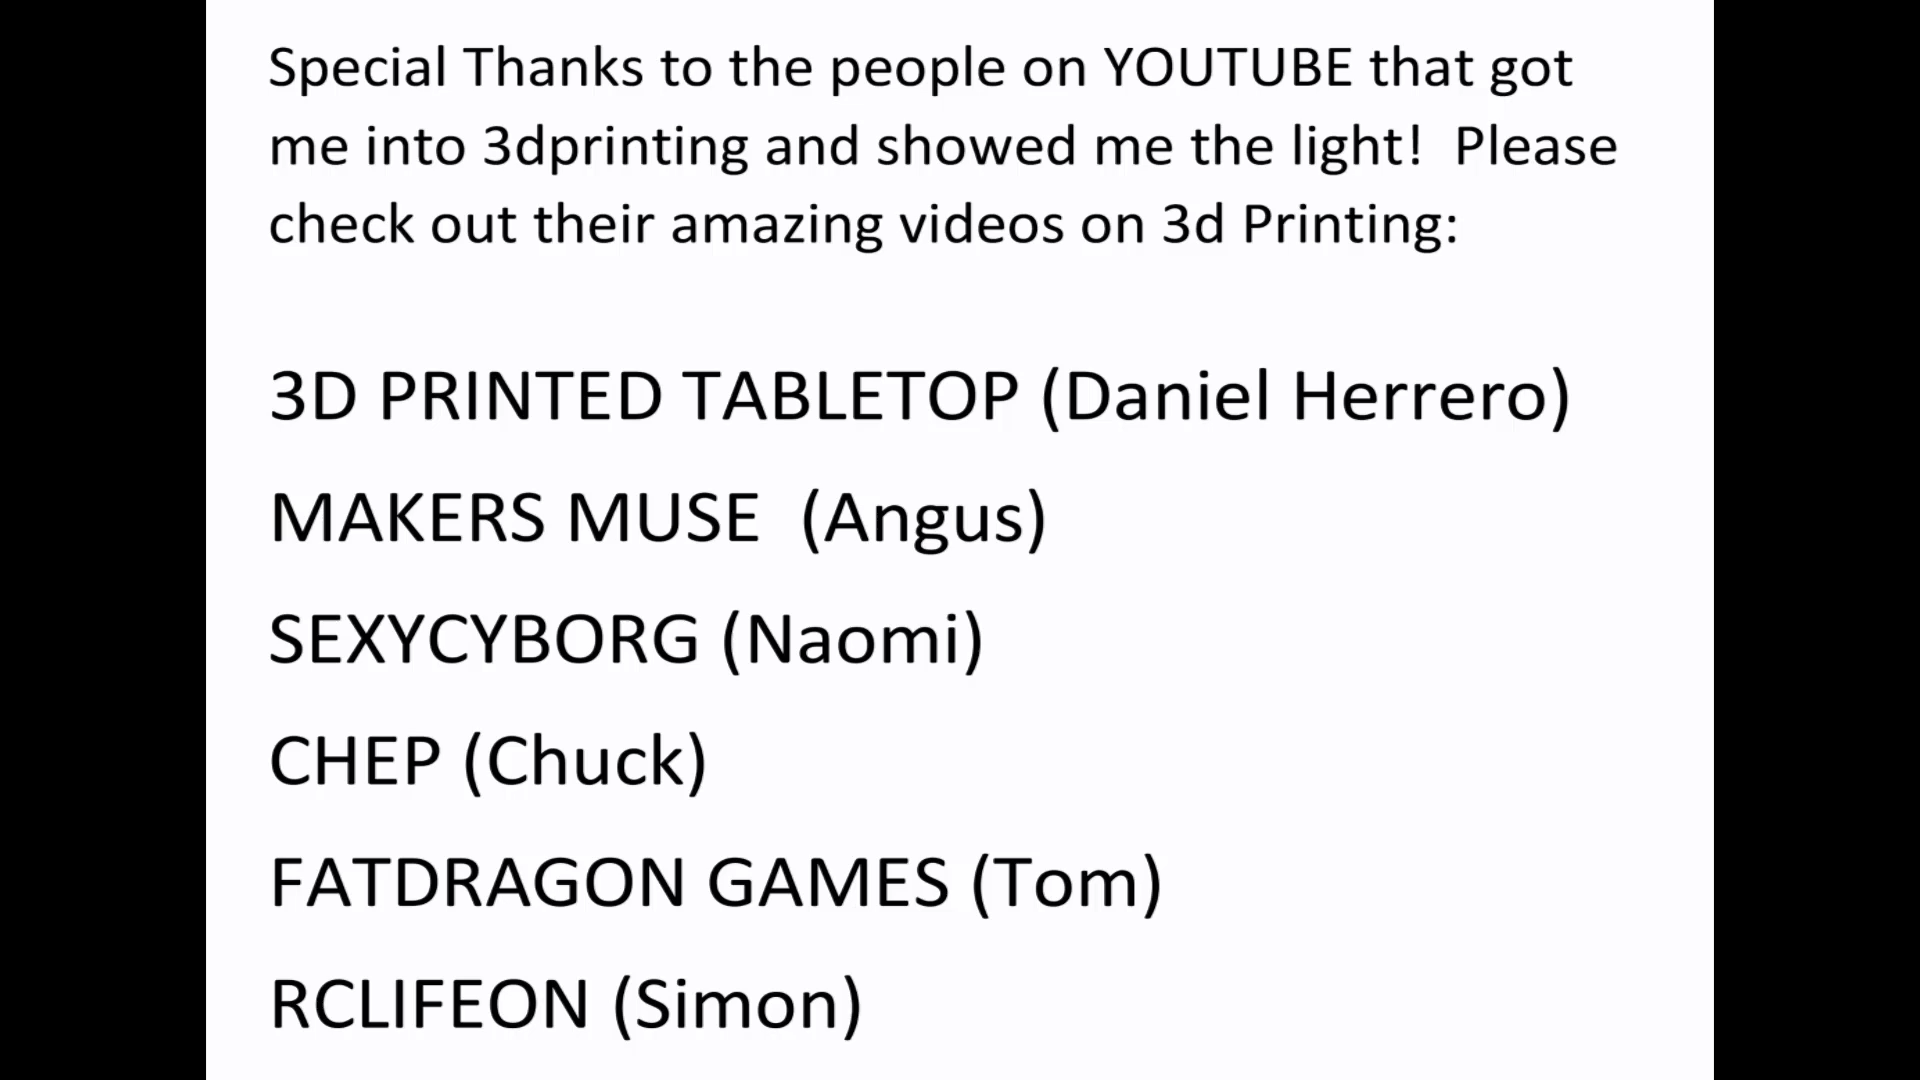 Special Thanks to the people on YOUTUBE that got
me into 3dprinting and showed me the light!  Please
check out their amazing videos on 3d Printing:
3D PRINTED TABLETOP (Daniel Herrero)
MAKERS MUSE  (Angus)
SEXYCYBORG (Naomi)
CHEP (Chuck)
FATDRAGON GAMES (Tom)
RCLIFEON (Simon)